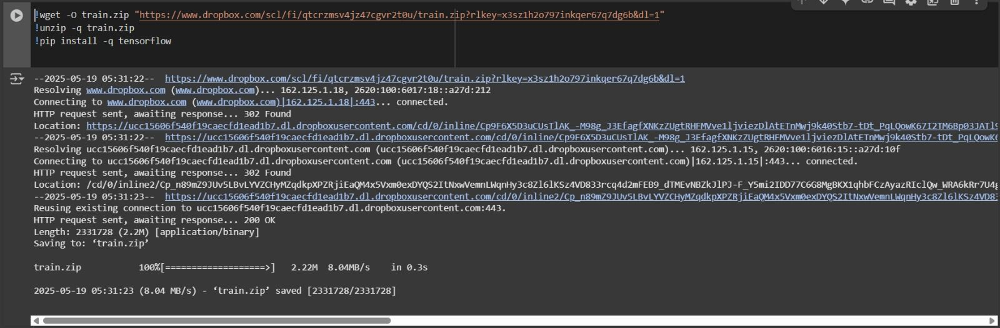 !wget -O train.zip "https://www.dropbox.com/scl/fi/qtcrzmsv4jz47cgvr2t0u/train.zip?rlkey=x3sz1h2o797inkqer67q7dg6b&dl=1"
!unzip -q train.zip
!pip install -q tensorflow
--2025-05-19 05:31:22--  https://www.dropbox.com/scl/fi/qtcrzmsv4jz47cgvr2t0u/train.zip?rlkey=x3sz1h2o797inkqer67q7dg6b&dl=1
Resolving www.dropbox.com (www.dropbox.com)... 162.125.1.18, 2620:100:6017:18::a27d:212
Connecting to www.dropbox.com (www.dropbox.com)|162.125.1.18|:443... connected.
HTTP request sent, awaiting response... 302 Found
Location: https://ucc15606f540f19caecfd1ead1b7.dl.dropboxusercontent.com/cd/0/inline/Cp9F6X5D3uCUsTlAK_-M98g_J3EfagfXNKzZUgtRHFMVve1ljviezDlAtETnMwj9k40Stb7-tDt_PqLQowK67I2TM6Bp03JATl9
--2025-05-19 05:31:22--  https://ucc15606f540f19caecfd1ead1b7.dl.dropboxusercontent.com/cd/0/inline/Cp9F6X5D3uCUsTlAK_-M98g_J3EfagfXNKzZUgtRHFMVve1ljviezDlAtETnMwj9k40Stb7-tDt_PqLQowK6
Resolving ucc15606f540f19caecfd1ead1b7.dl.dropboxusercontent.com (ucc15606f540f19caecfd1ead1b7.dl.dropboxusercontent.com)... 162.125.1.15, 2620:100:6016:15::a27d:10f
Connecting to ucc15606f540f19caecfd1ead1b7.dl.dropboxusercontent.com (ucc15606f540f19caecfd1ead1b7.dl.dropboxusercontent.com)|162.125.1.15|:443... connected.
HTTP request sent, awaiting response... 302 Found
Location: /cd/0/inline2/Cp_n89mZ9JUv5LBvLYVZCHyMZqdkpXPZRjiEaQM4x5Vxm0exDYQS2ItNxwVemnLWqnHy3c8Zl6lKSz4VD833rcq4d2mFEB9_dTMEvNBZkJlPJ-F_Y5mi2IDD77C6G8MgBKX1qhbFCzAyazRIclQw_WRA6kRr7U4g
--2025-05-19 05:31:23--  https://ucc15606f540f19caecfd1ead1b7.dl.dropboxusercontent.com/cd/0/inline2/Cp_n89mZ9JUv5LBvLYVZCHyMZqdkpXPZRjiEaQM4x5Vxm0exDYQS2ItNxwVemnLWqnHy3c8Zl6lKSz4VD83
Reusing existing connection to ucc15606f540f19caecfd1ead1b7.dl.dropboxusercontent.com:443.
HTTP request sent, awaiting response... 200 OK
Length: 2331728 (2.2M) [application/binary]
Saving to: ‘train.zip’
train.zip           100%[===================>]   2.22M  8.04MB/s    in 0.3s
2025-05-19 05:31:23 (8.04 MB/s) - ‘train.zip’ saved [2331728/2331728]